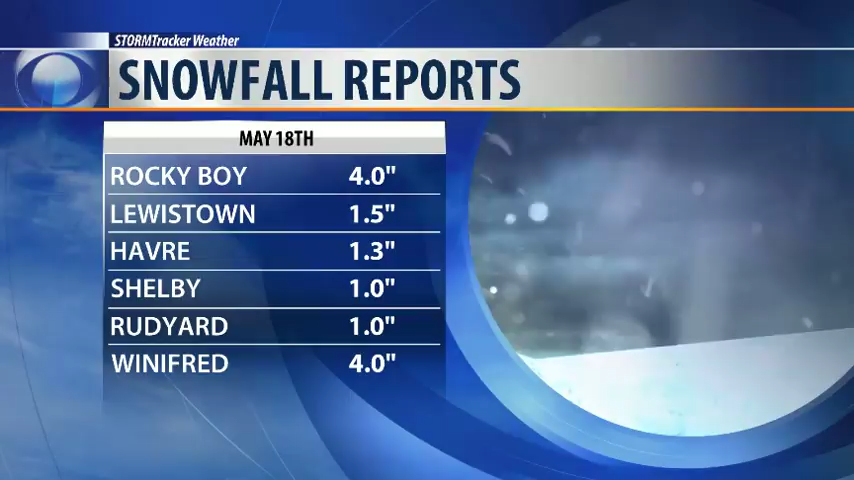 STORMTracker Weather
SNOWFALL REPORTS
MAY 18TH
ROCKY BOY 4.0"
LEWISTOWN 1.5"
HAVRE 1.3"
SHELBY 1.0"
RUDYARD 1.0"
WINIFRED 4.0"